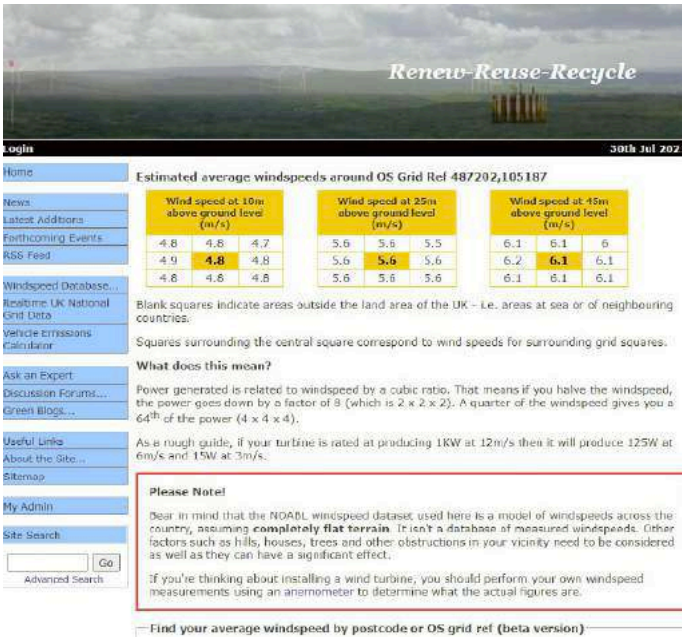 Renew-Reuse-Recycle
Login
30th Jul 202
Home
News
Latest Additions
Forthcoming Events
RSS Feed
Windspeed Database...
Realtime UK National
Grid Data
Vehicle Emissions
Calculator
Ask an Expert
Discussion Forums...
Green Blogs...
Useful Links
About the Site...
Sitemap
My Admin
Site Search
Go
Advanced Search
Estimated average windspeeds around OS Grid Ref 487202,105187
Wind speed at 10m
above ground level
(m/s)
4.8 4.8 4.7
4.9 4.8 4.8
4.8 4.8 4.8
Wind speed at 25m
above ground level
(m/s)
5.6 5.6 5.5
5.6 5.6 5.6
5.6 5.6 5.6
Wind speed at 45m
above ground level
(m/s)
6.1 6.1 6
6.2 6.1 6.1
6.1 6.1 6.1
Blank squares indicate areas outside the land area of the UK - i.e. areas at sea or of neighbouring
countries.
Squares surrounding the central square correspond to wind speeds for surrounding grid squares.
What does this mean?
Power generated is related to windspeed by a cubic ratio. That means if you halve the windspeed,
the power goes down by a factor of 8 (which is 2 x 2 x 2). A quarter of the windspeed gives you a
64th of the power (4 x 4 x 4).
As a rough guide, if your turbine is rated at producing 1KW at 12m/s then it will produce 125W at
6m/s and 15W at 3m/s.
Please Note!
Bear in mind that the NOABL windspeed dataset used here is a model of windspeeds across the
country, assuming completely flat terrain. It isn't a database of measured windspeeds. Other
factors such as hills, houses, trees and other obstructions in your vicinity need to be considered
as well as they can have a significant effect.
If you're thinking about installing a wind turbine, you should perform your own windspeed
measurements using an anemometer to determine what the actual figures are.
Find your average windspeed by postcode or OS grid ref (beta version)